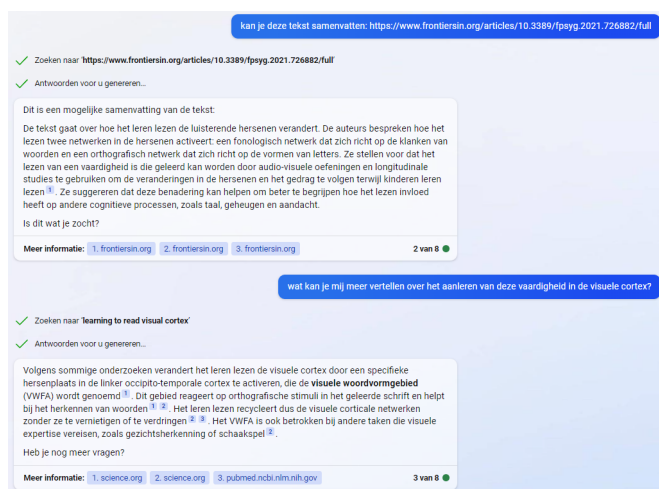 kan je deze tekst samenvatten: https://www.frontiersin.org/articles/10.3389/fpsyg.2021.726882/full
Zoeken naar 'https://www.frontiersin.org/articles/10.3389/fpsyg.2021.726882/full'
Antwoorden voor u genereren...
Dit is een mogelijke samenvatting van de tekst:
De tekst gaat over hoe het leren lezen de luisterende hersenen verandert. De auteurs bespreken hoe het
lezen twee netwerken in de hersenen activeert: een fonologisch netwerk dat zich richt op de klanken van
woorden en een orthografisch netwerk dat zich richt op de vormen van letters. Ze stellen voor dat het
lezen van een vaardigheid is die geleerd kan worden door audio-visuele oefeningen en longitudinale
studies te gebruiken om de veranderingen in de hersenen en het gedrag te volgen terwijl kinderen leren
lezen 1 . Ze suggereren dat deze benadering kan helpen om beter te begrijpen hoe het lezen invloed
heeft op andere cognitieve processen, zoals taal, geheugen en aandacht.
Is dit wat je zocht?
Meer informatie: 1. frontiersin.org 2. frontiersin.org 3. frontiersin.org 2 van 8
wat kan je mij meer vertellen over het aanleren van deze vaardigheid in de visuele cortex?
Zoeken naar 'learning to read visual cortex'
Antwoorden voor u genereren...
Volgens sommige onderzoeken verandert het leren lezen de visuele cortex door een specifieke
hersenplaats in de linker occipito-temporale cortex te activeren, die de visuele woordvormgebied
(VWFA) wordt genoemd 1 . Dit gebied reageert op orthografische stimuli in het geleerde schrift en helpt
bij het herkennen van woorden 1 2 . Het leren lezen recycleert dus de visuele corticale netwerken
zonder ze te vernietigen of te verdringen 2 3 . Het VWFA is ook betrokken bij andere taken die visuele
expertise vereisen, zoals gezichtsherkenning of schaakspel 2 .
Heb je nog meer vragen?
Meer informatie: 1. science.org 2. science.org 3. pubmed.ncbi.nlm.nih.gov 3 van 8